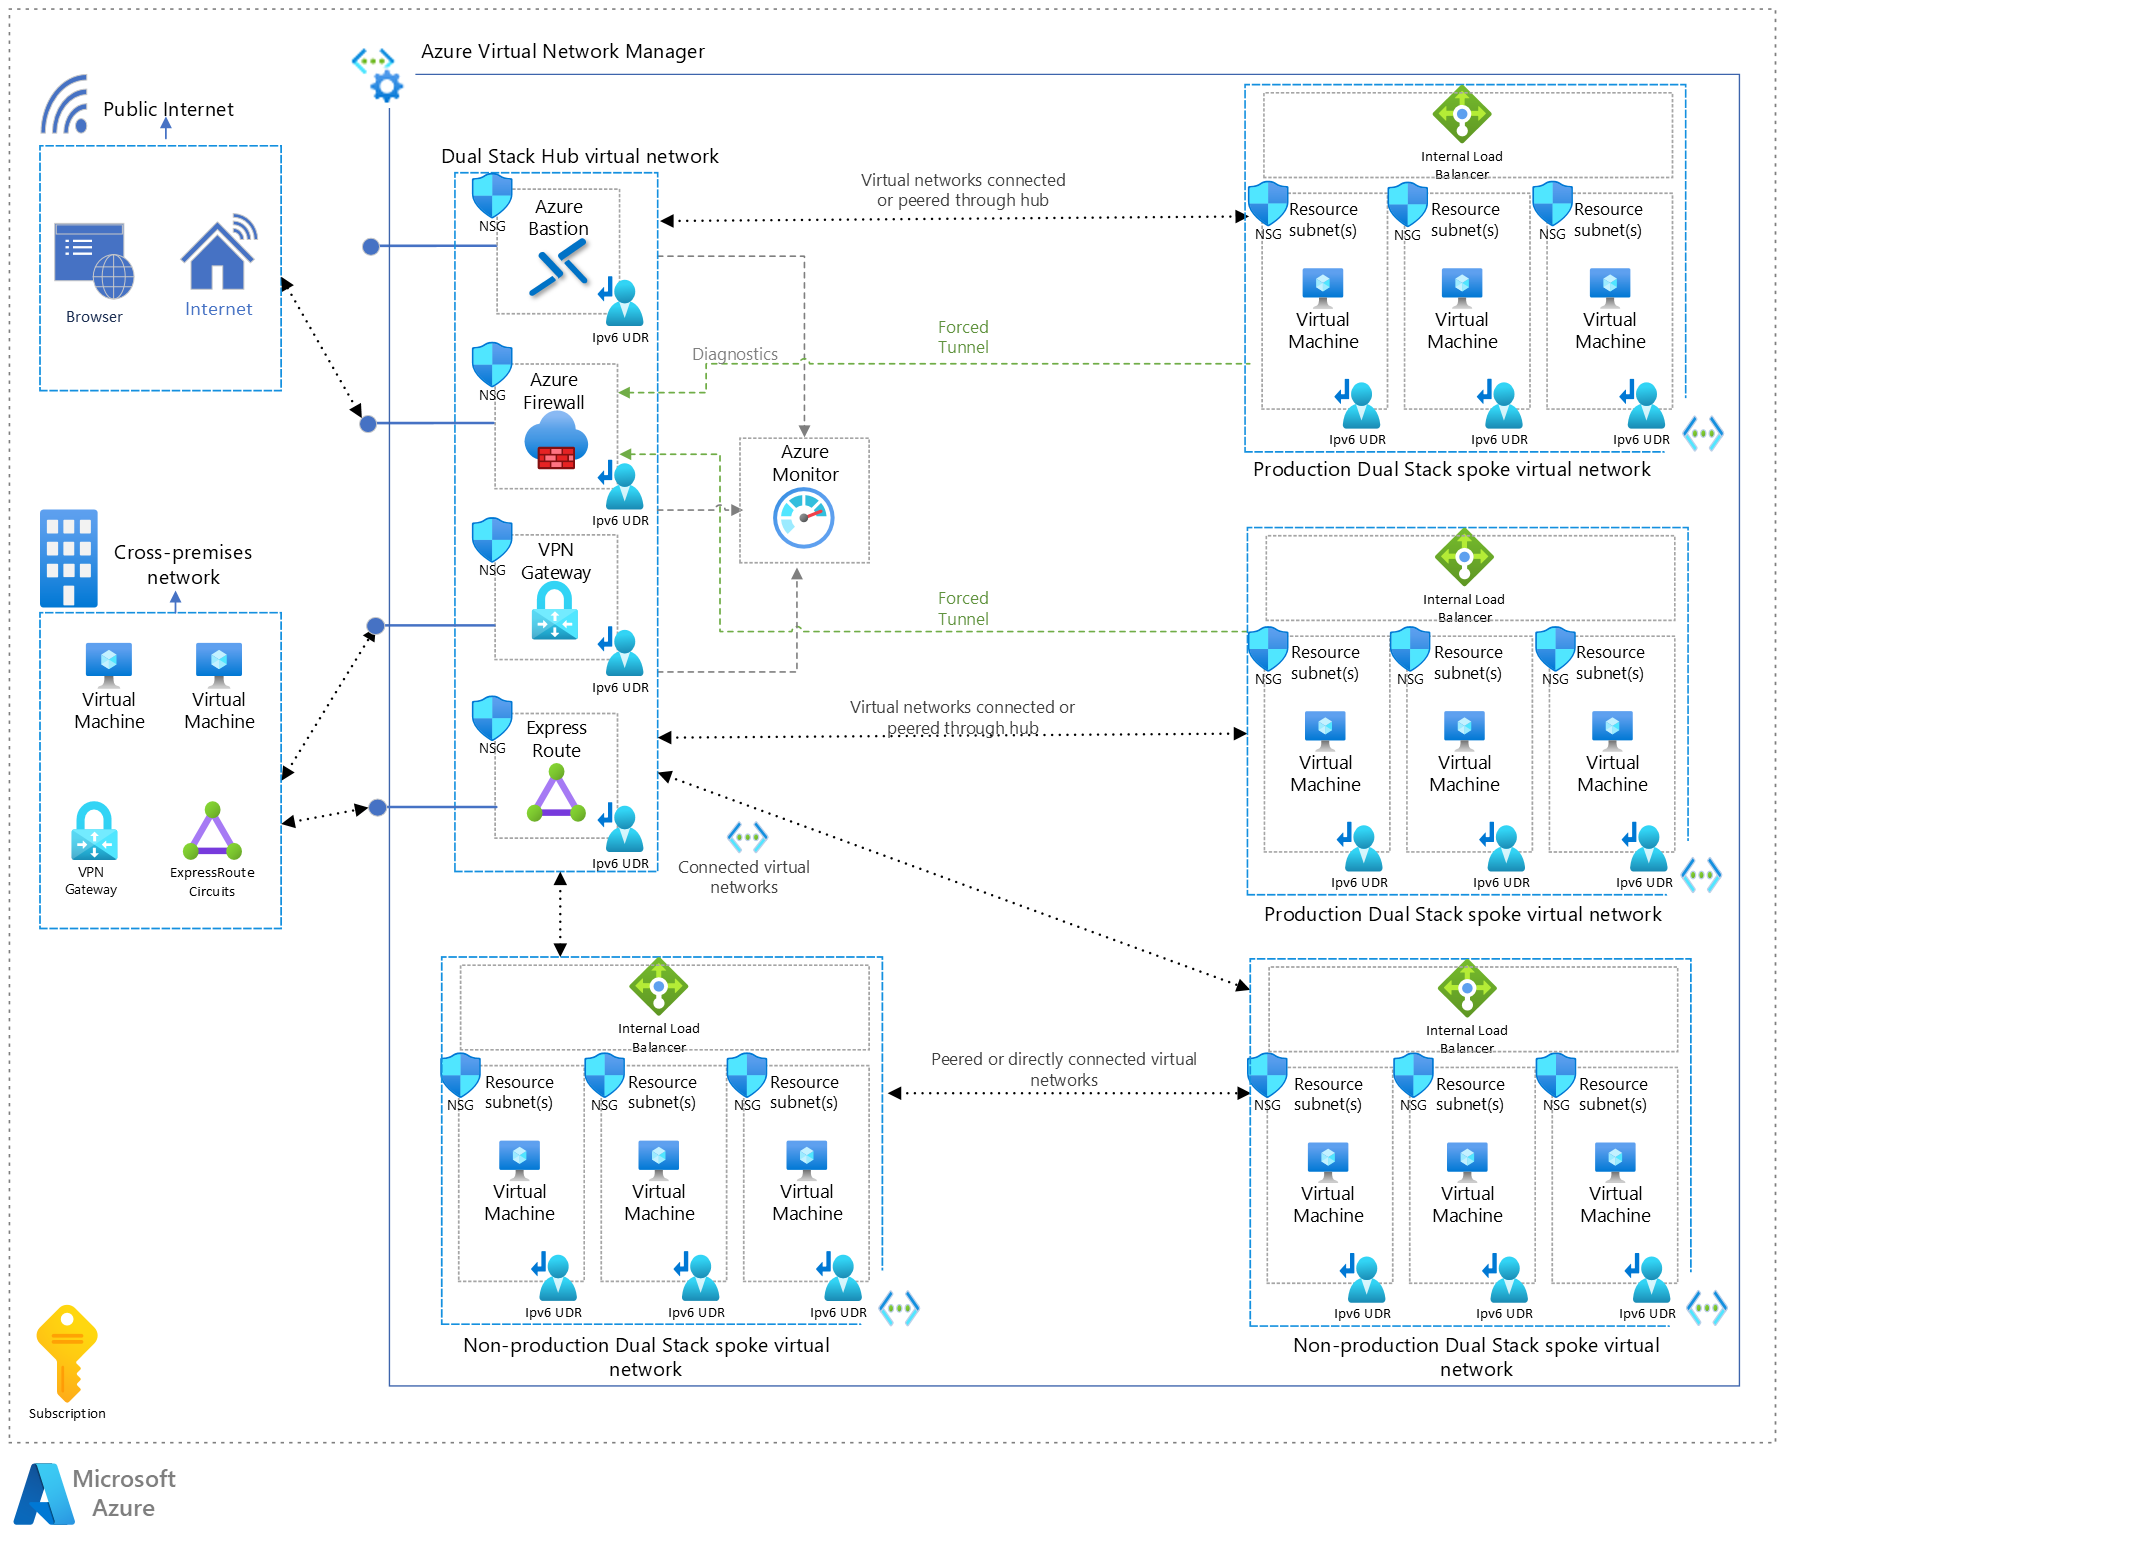 Azure Virtual Network Manager
Public Internet
Browser
Internet
Cross-premises
network
Virtual
Machine
Virtual
Machine
VPN
Gateway
ExpressRoute
Circuits
Subscription
Microsoft
Azure
Dual Stack Hub virtual network
NSG
Azure
Bastion
Ipv6 UDR
NSG
Azure
Firewall
Ipv6 UDR
NSG
VPN
Gateway
Ipv6 UDR
NSG
Express
Route
Ipv6 UDR
Virtual networks connected
or peered through hub
Diagnostics
Forced
Tunnel
Azure
Monitor
Forced
Tunnel
Virtual networks connected or
peered through hub
Connected virtual
networks
Peered or directly connected virtual
networks
Internal Load
Balancer
NSG
Resource
subnet(s)
NSG
Resource
subnet(s)
NSG
Resource
subnet(s)
Virtual
Machine
Virtual
Machine
Virtual
Machine
Ipv6 UDR
Ipv6 UDR
Ipv6 UDR
Production Dual Stack spoke virtual network
Internal Load
Balancer
NSG
Resource
subnet(s)
NSG
Resource
subnet(s)
NSG
Resource
subnet(s)
Virtual
Machine
Virtual
Machine
Virtual
Machine
Ipv6 UDR
Ipv6 UDR
Ipv6 UDR
Production Dual Stack spoke virtual network
Internal Load
Balancer
NSG
Resource
subnet(s)
NSG
Resource
subnet(s)
NSG
Resource
subnet(s)
Virtual
Machine
Virtual
Machine
Virtual
Machine
Ipv6 UDR
Ipv6 UDR
Ipv6 UDR
Non-production Dual Stack spoke virtual
network
Internal Load
Balancer
NSG
Resource
subnet(s)
NSG
Resource
subnet(s)
NSG
Resource
subnet(s)
Virtual
Machine
Virtual
Machine
Virtual
Machine
Ipv6 UDR
Ipv6 UDR
Ipv6 UDR
Non-production Dual Stack spoke virtual
network